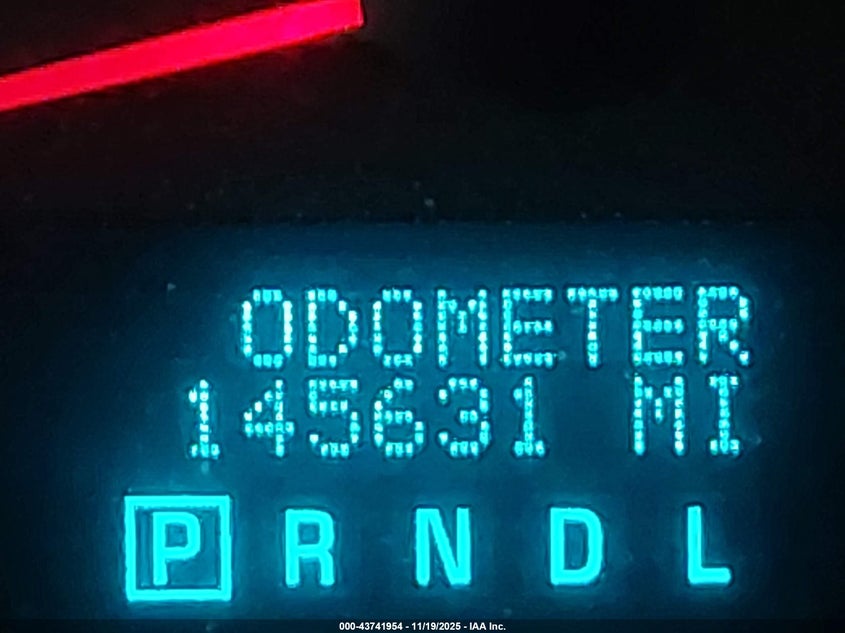 ODOMETER
145631 MI
P R N D L
000-43741954 - 11/19/2025 - IAA Inc.